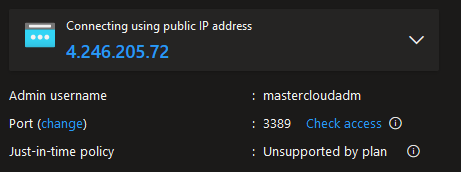 Connecting using public IP address
4.246.205.72
Admin username : mastercloudadm
Port (change) : 3389 Check access
Just-in-time policy : Unsupported by plan